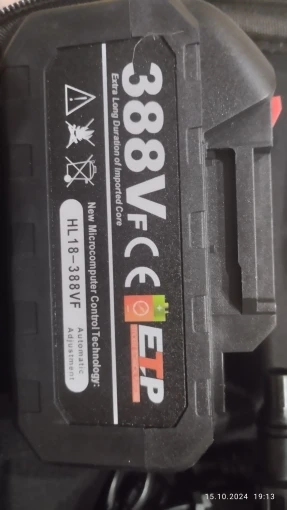 388VF CE E.T.P
Extra Long Duration of Imported Core
New Microcomputer Control Technology:
HL18-388VF
Automatic
Adjustment
15.10.2024 19:13